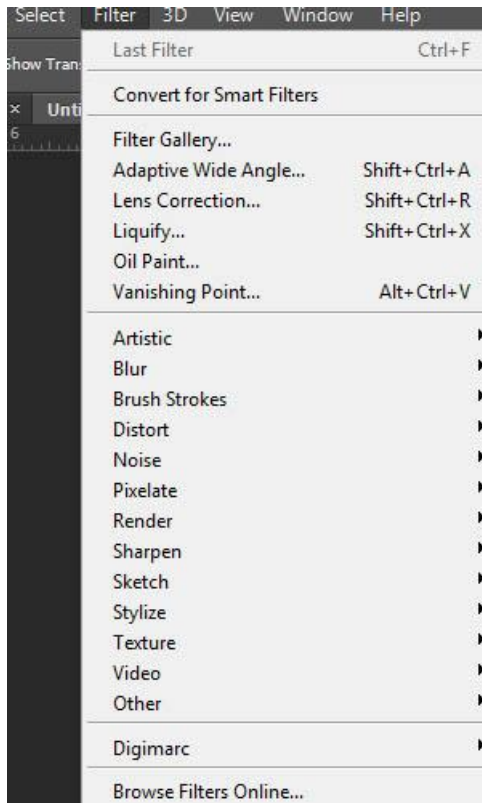 Select Filter 3D View Window Help
Show Tran
× Unti
6
Last Filter Ctrl+F
Convert for Smart Filters
Filter Gallery...
Adaptive Wide Angle... Shift+Ctrl+A
Lens Correction... Shift+Ctrl+R
Liquify... Shift+Ctrl+X
Oil Paint...
Vanishing Point... Alt+Ctrl+V
Artistic
Blur
Brush Strokes
Distort
Noise
Pixelate
Render
Sharpen
Sketch
Stylize
Texture
Video
Other
Digimarc
Browse Filters Online...